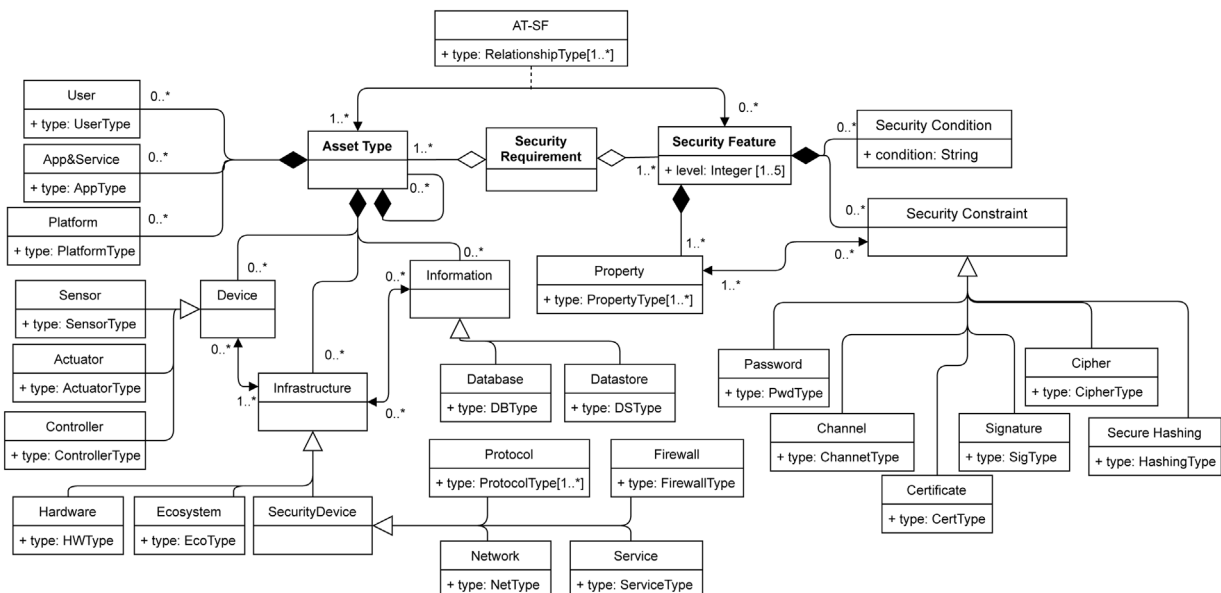 AT-SF
+ type: RelationshipType[1..*]
User
+ type: UserType
0..*
App&Service
+ type: AppType
0..*
Platform
+ type: PlatformType
0..*
1..*
Asset Type
0..*
1..*
Security
Requirement
1..*
0..*
Security Feature
+ level: Integer [1..5]
0..*
Security Condition
+ condition: String
0..*
Security Constraint
0..*
1..*
Property
+ type: PropertyType[1..*]
1..*
Sensor
+ type: SensorType
Actuator
+ type: ActuatorType
Controller
+ type: ControllerType
0..*
Device
0..*
1..*
0..*
Infrastructure
0..*
0..*
0..*
Information
Database
+ type: DBType
Datastore
+ type: DSType
Hardware
+ type: HWType
Ecosystem
+ type: EcoType
SecurityDevice
Protocol
+ type: ProtocolType[1..*]
Firewall
+ type: FirewallType
Network
+ type: NetType
Service
+ type: ServiceType
Password
+ type: PwdType
Channel
+ type: ChannetType
Certificate
+ type: CertType
Signature
+ type: SigType
Cipher
+ type: CipherType
Secure Hashing
+ type: HashingType